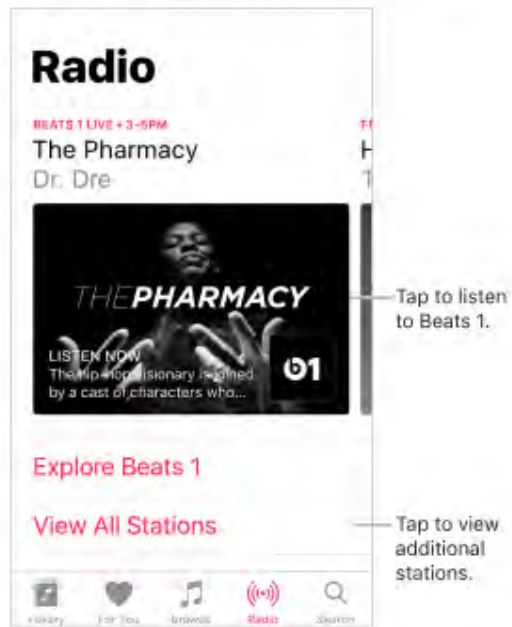 Radio
BEATS 1 LIVE • 3-5PM
The Pharmacy
H
Dr. Dre
THEPHARMACY
Tap to listen
to Beats 1.
LISTEN NOW
The hip-hop visionary is joined
by a cast of characters who...
1
Explore Beats 1
View All Stations
Tap to view
additional
stations.
Library For You Browse Radio Search